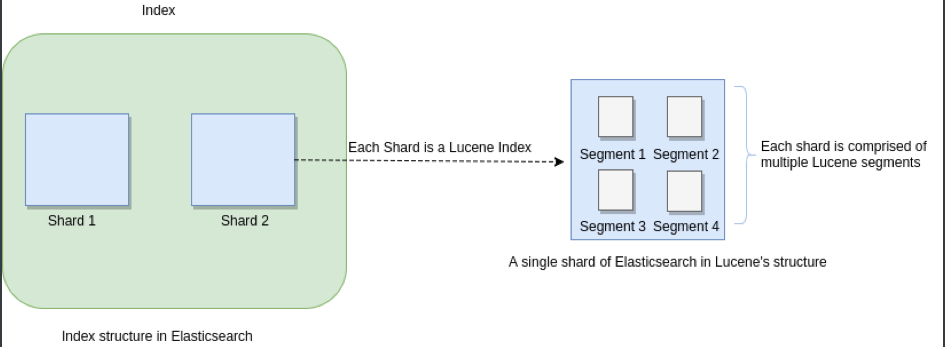 Index
Shard 1
Shard 2
Index structure in Elasticsearch
Each Shard is a Lucene Index
Segment 1
Segment 2
Segment 3
Segment 4
A single shard of Elasticsearch in Lucene's structure
Each shard is comprised of
multiple Lucene segments